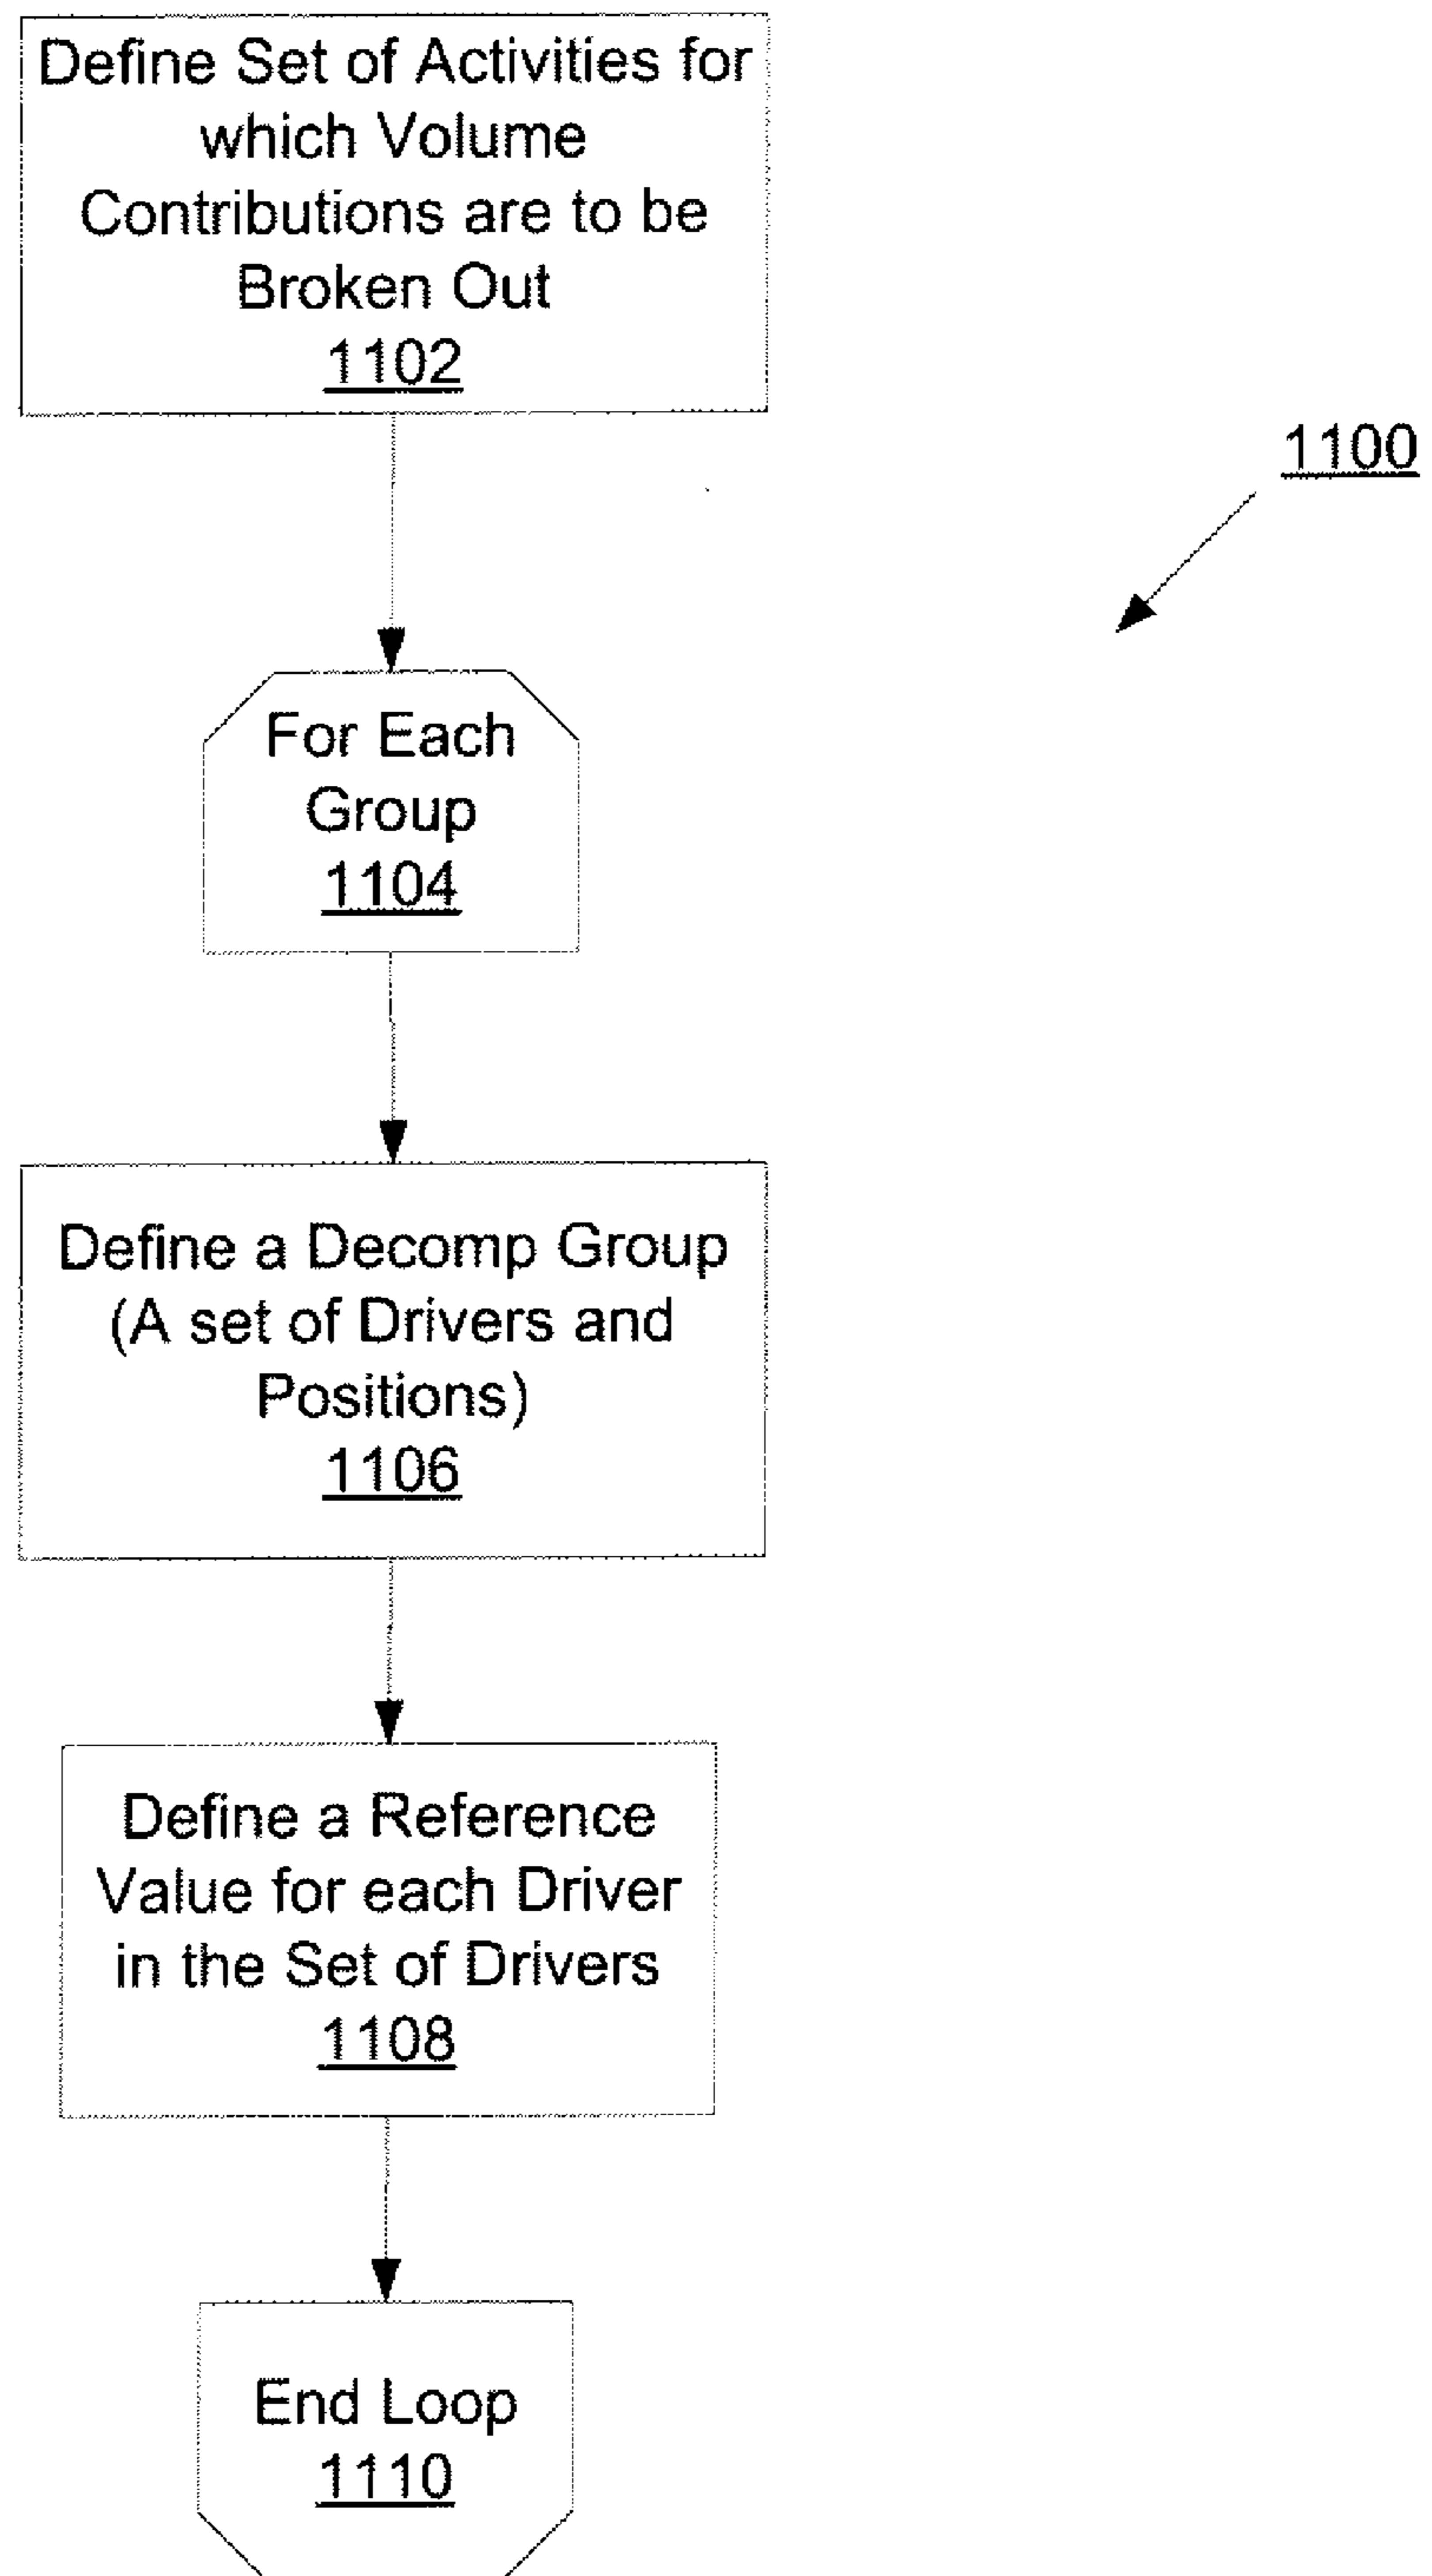 Define Set of Activities for
which Volume
Contributions are to be
Broken Out
1102
1100
For Each
Group
1104
Define a Decomp Group
(A set of Drivers and
Positions)
1106
Define a Reference
Value for each Driver
in the Set of Drivers
1108
End Loop
1110